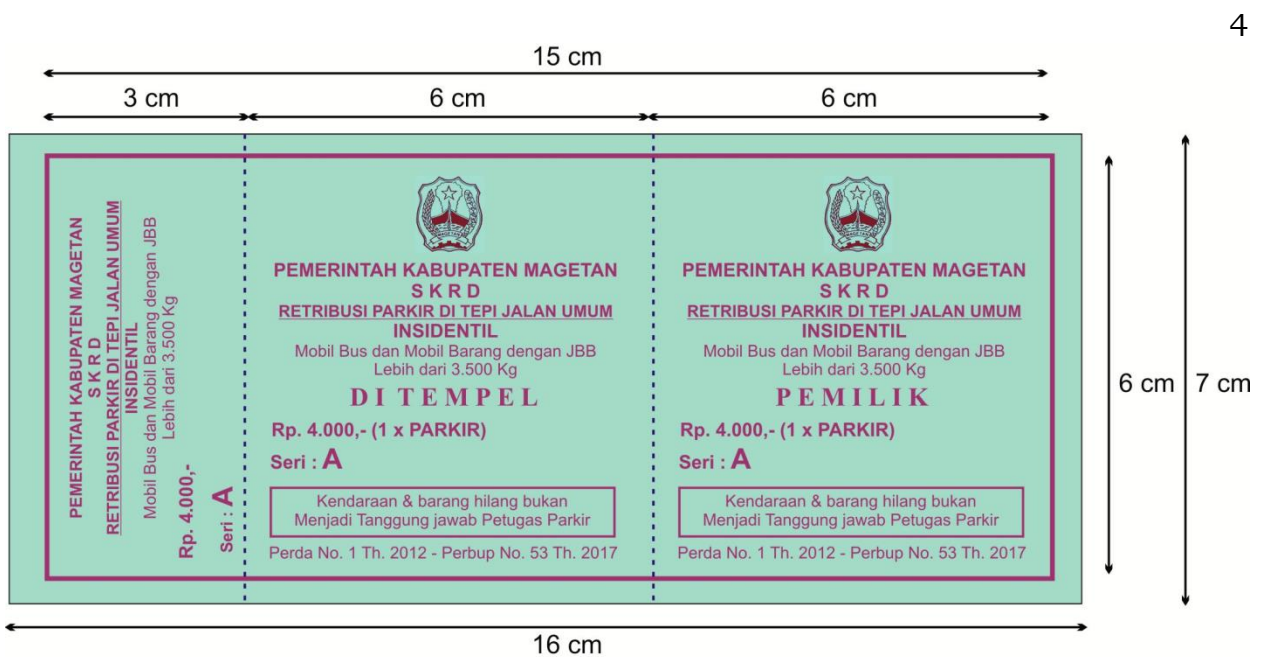 4
15 cm
3 cm
6 cm
6 cm
PEMERINTAH KABUPATEN MAGETAN
S K R D
RETRIBUSI PARKIR DI TEPI JALAN UMUM
INSIDENTIL
Mobil Bus dan Mobil Barang dengan JBB
Lebih dari 3.500 Kg
Rp. 4.000,-
Seri : A
PEMERINTAH KABUPATEN MAGETAN
S K R D
RETRIBUSI PARKIR DI TEPI JALAN UMUM
INSIDENTIL
Mobil Bus dan Mobil Barang dengan JBB
Lebih dari 3.500 Kg
DI TEMPEL
Rp. 4.000,- (1 x PARKIR)
Seri : A
Kendaraan & barang hilang bukan
Menjadi Tanggung jawab Petugas Parkir
Perda No. 1 Th. 2012 - Perbup No. 53 Th. 2017
PEMERINTAH KABUPATEN MAGETAN
S K R D
RETRIBUSI PARKIR DI TEPI JALAN UMUM
INSIDENTIL
Mobil Bus dan Mobil Barang dengan JBB
Lebih dari 3.500 Kg
PEMILIK
Rp. 4.000,- (1 x PARKIR)
Seri : A
Kendaraan & barang hilang bukan
Menjadi Tanggung jawab Petugas Parkir
Perda No. 1 Th. 2012 - Perbup No. 53 Th. 2017
6 cm
7 cm
16 cm